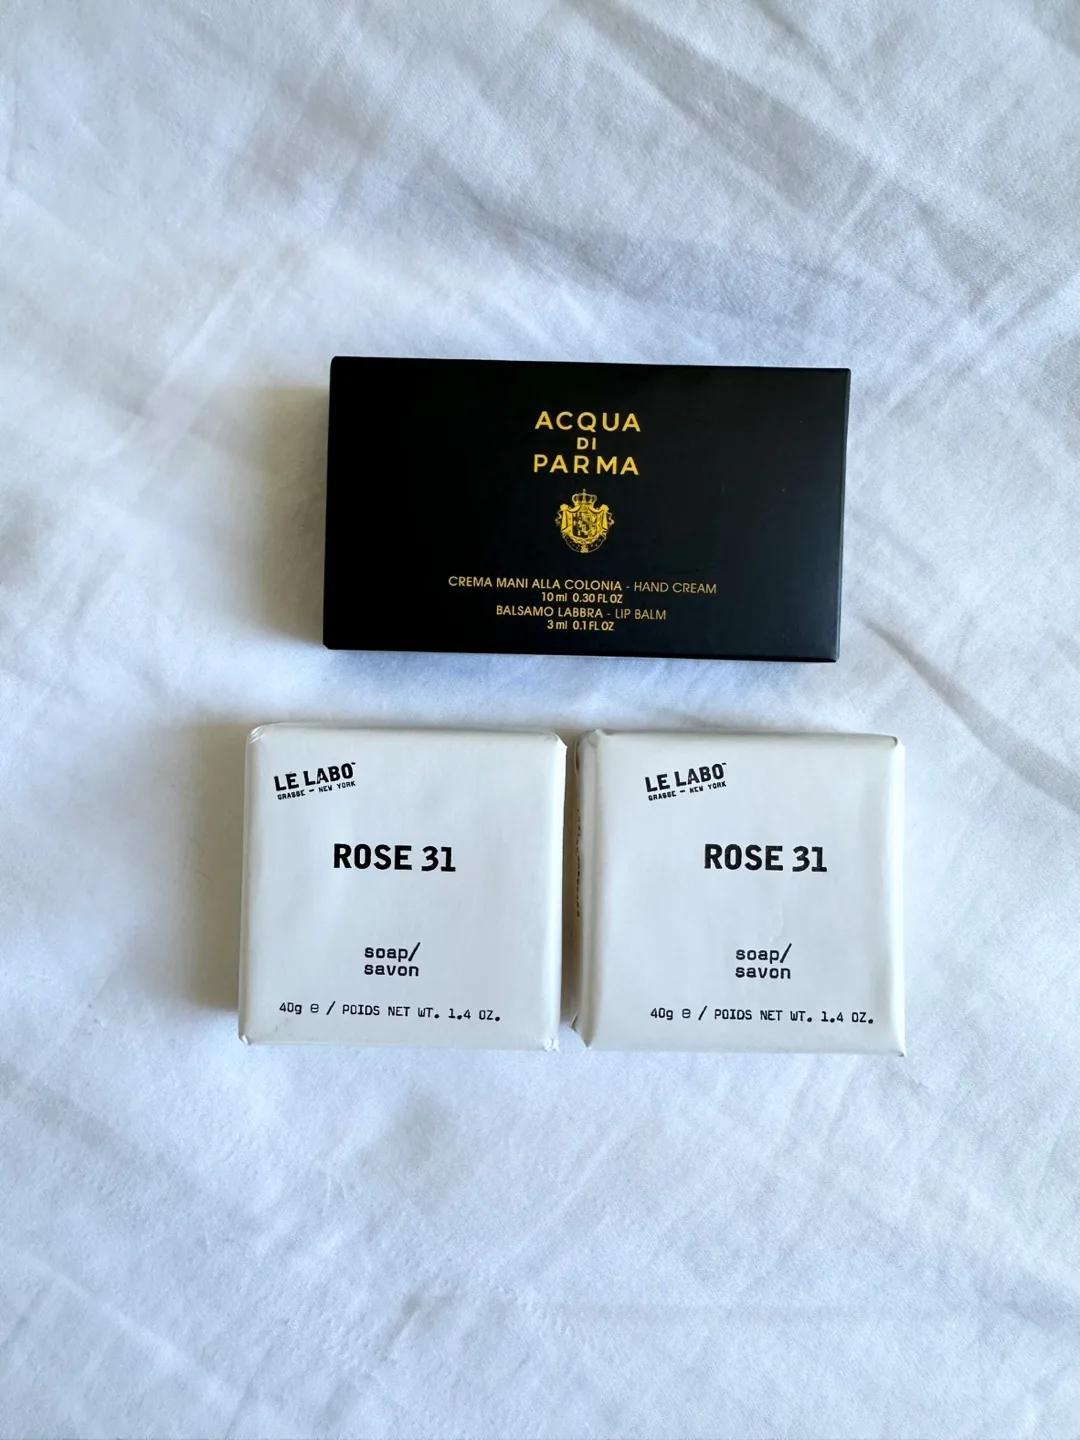 ACQUA
DI
PARMA
CREMA MANI ALLA COLONIA - HAND CREAM
10 ml 0.30 FL OZ
BALSAMO LABBRA - LIP BALM
3 ml 0.1 FL OZ
LE LABO
GRASSE — NEW YORK
ROSE 31
soap/
savon
40g e / POIDS NET WT. 1.4 OZ.
LE LABO
GRASSE — NEW YORK
ROSE 31
soap/
savon
40g e / POIDS NET WT. 1.4 OZ.